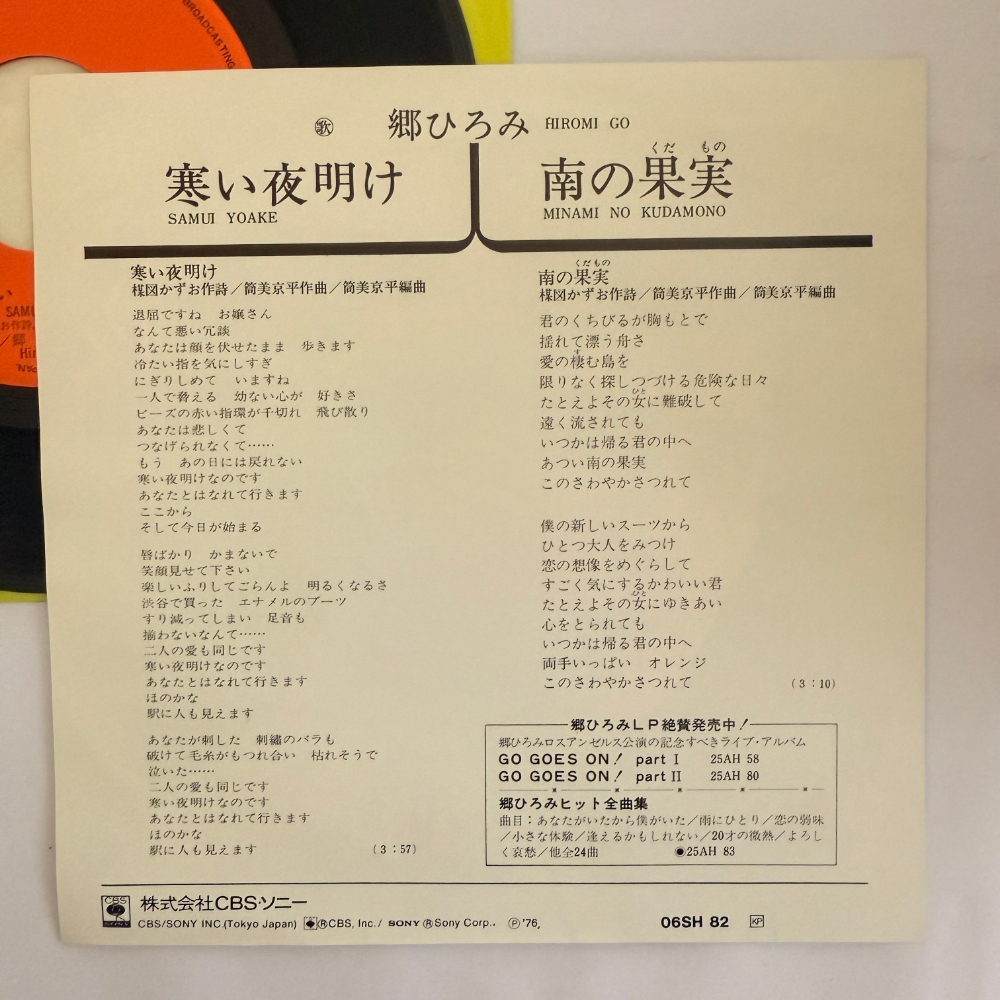 BROADCASTING
歌 郷ひろみ HIROMI GO
寒い夜明け
SAMUI YOAKE
くだもの
南の果実
MINAMI NO KUDAMONO
寒い夜明け
楳図かずお作詩／筒美京平作曲／筒美京平編曲
退屈ですね お嬢さん
なんて悪い冗談
あなたは顔を伏せたまま 歩きます
冷たい指を気にしすぎ
にぎりしめて いますね
一人で脅える 幼ない心が 好きさ
ビーズの赤い指環が千切れ 飛び散り
あなたは悲しくて
つなげられなくて……
もう あの日には戻れない
寒い夜明けなのです
あなたとはなれて行きます
ここから
そして今日が始まる
唇ばかり かまないで
笑顔見せて下さい
楽しいふりしてごらんよ 明るくなるさ
渋谷で買った エナメルのブーツ
すり減ってしまい 足音も
揃わないなんて……
二人の愛も同じです
寒い夜明けなのです
あなたとはなれて行きます
ほのかな
駅に人も見えます
あなたが刺した 刺繡のバラも
破けて毛糸がもつれ合い 枯れそうで
泣いた……
二人の愛も同じです
寒い夜明けなのです
あなたとはなれて行きます
ほのかな
駅に人も見えます (3:57)
くだもの
南の果実
楳図かずお作詩／筒美京平作曲／筒美京平編曲
君のくちびるが胸もとで
揺れて漂う舟さ
す
愛の棲む島を
限りなく探しつづける危険な日々
ひと
たとえよその女に難破して
遠く流されても
いつかは帰る君の中へ
あつい南の果実
このさわやかさつれて
僕の新しいスーツから
ひとつ大人をみつけ
恋の想像をめぐらして
すごく気にするかわいい君
ひと
たとえよその女にゆきあい
心をとられても
いつかは帰る君の中へ
両手いっぱい オレンジ
このさわやかさつれて (3:10)
郷ひろみLP絶賛発売中！
郷ひろみロスアンゼルス公演の記念すべきライブ・アルバム
GO GOES ON！ part I 25AH 58
GO GOES ON！ part II 25AH 80
郷ひろみヒット全曲集
曲目：あなたがいたから僕がいた／雨にひとり／恋の弱味
／小さな体験／逢えるかもしれない／20才の微熱／よろし
く哀愁／他全24曲 ◉25AH 83
CBS SONY 株式会社CBS・ソニー
CBS/SONY INC.(Tokyo Japan) ⓇCBS, Inc./ SONY ⓇSony Corp.. Ⓟ'76, 06SH 82 KP